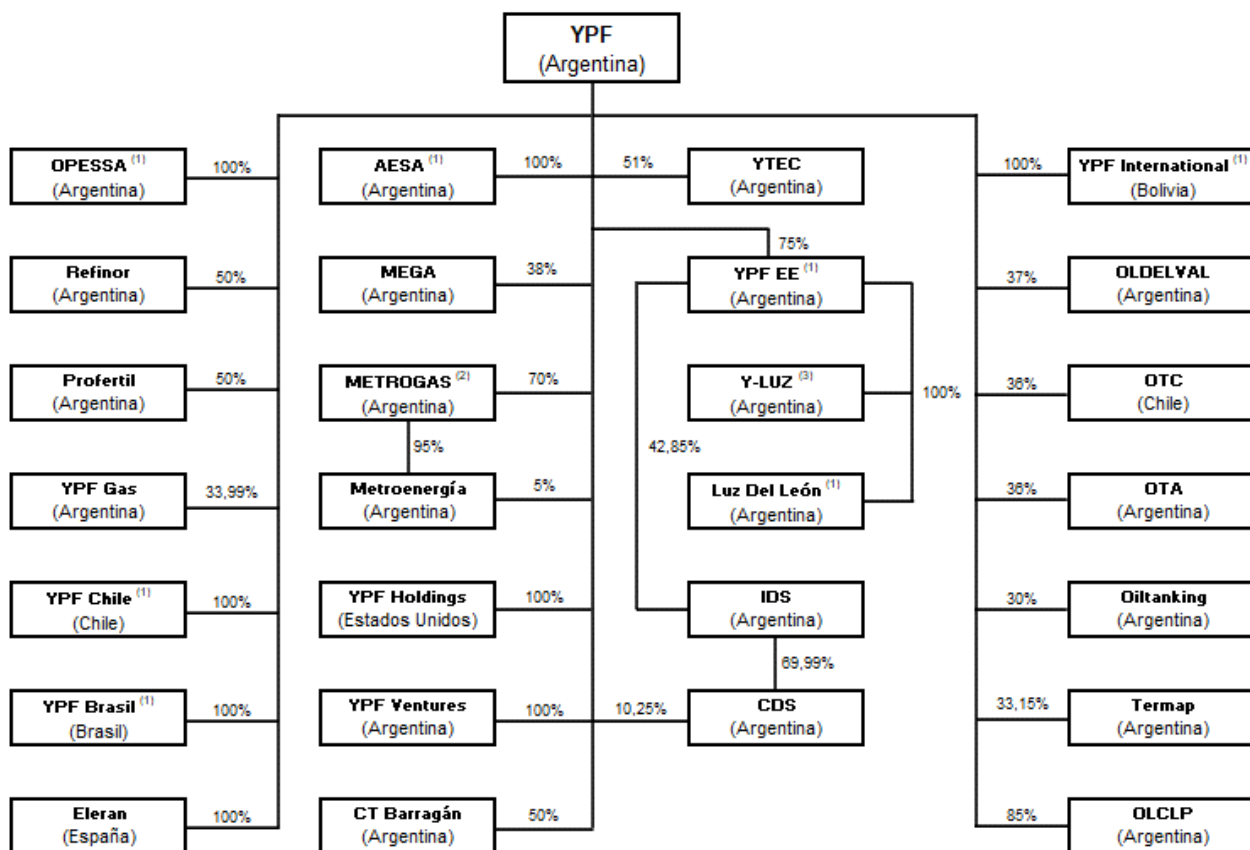 YPF
(Argentina)
OPESSA (1)
(Argentina)
100%
AESA (1)
(Argentina)
100%
51%
YTEC
(Argentina)
100%
YPF International (1)
(Bolivia)
75%
Refinor
(Argentina)
50%
MEGA
(Argentina)
38%
YPF EE (1)
(Argentina)
37%
OLDELVAL
(Argentina)
Profertil
(Argentina)
50%
METROGAS (2)
(Argentina)
70%
Y-LUZ (3)
(Argentina)
100%
36%
OTC
(Chile)
95%
42,85%
YPF Gas
(Argentina)
33,99%
Metroenergía
(Argentina)
5%
Luz Del León (1)
(Argentina)
36%
OTA
(Argentina)
YPF Chile (1)
(Chile)
100%
YPF Holdings
(Estados Unidos)
100%
IDS
(Argentina)
30%
Oiltanking
(Argentina)
69,99%
YPF Brasil (1)
(Brasil)
100%
YPF Ventures
(Argentina)
100%
10,25%
CDS
(Argentina)
33,15%
Termap
(Argentina)
Eleran
(España)
100%
CT Barragán
(Argentina)
50%
85%
OLCLP
(Argentina)